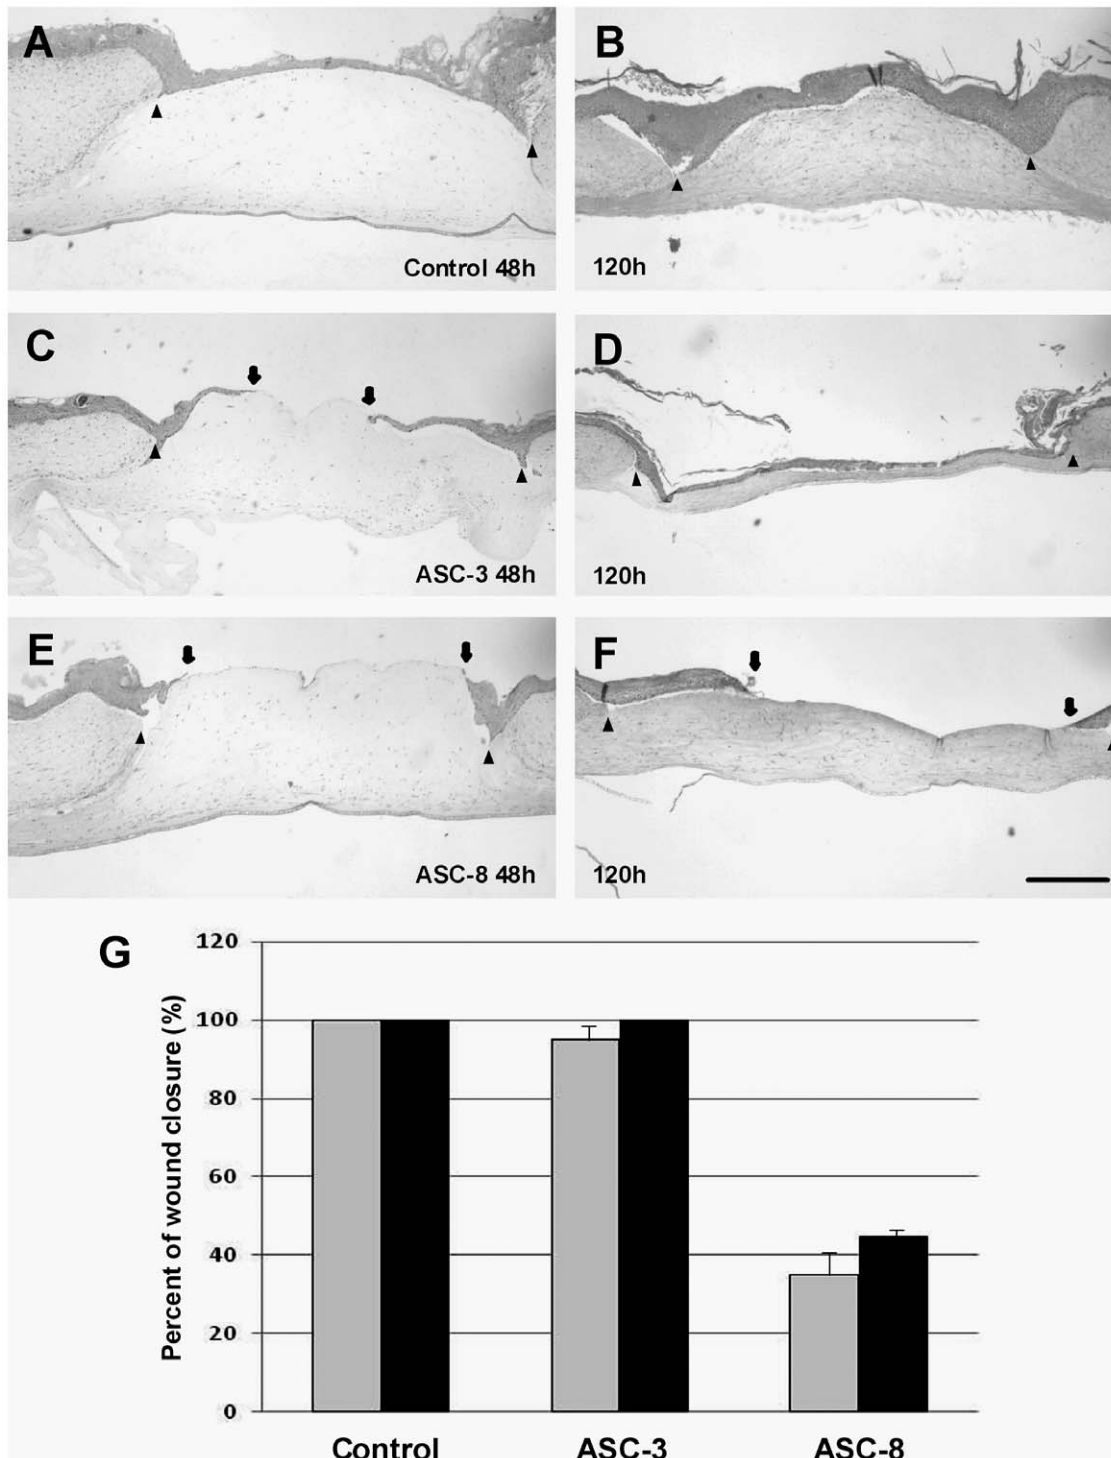 A
Control 48h
B
120h
C
ASC-3 48h
D
120h
E
ASC-8 48h
F
120h
G
Percent of wound closure (%)
120
100
80
60
40
20
0
Control ASC-3 ASC-8